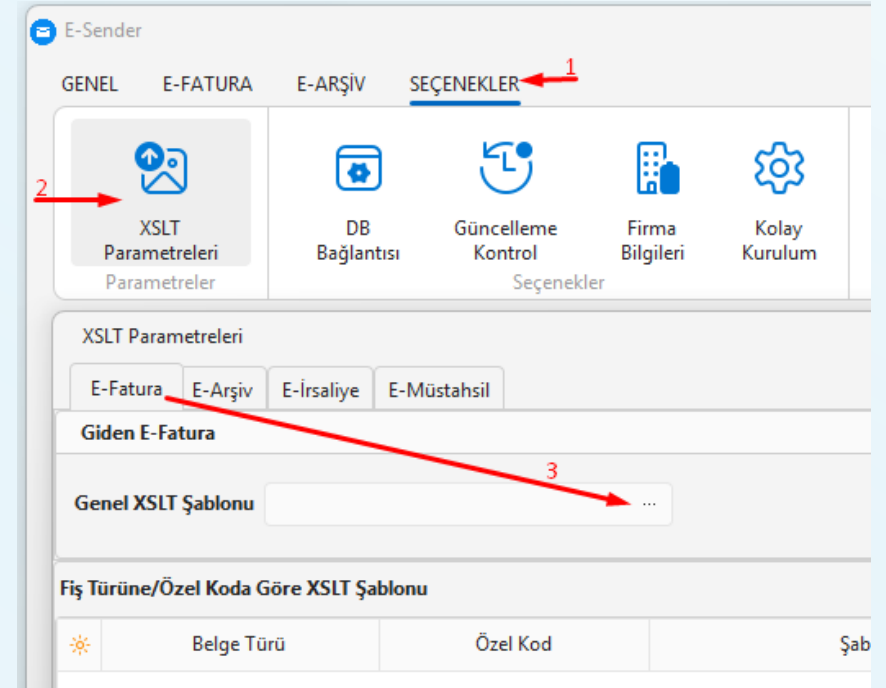 E-Sender
GENEL E-FATURA E-ARŞİV SEÇENEKLER 1
2
XSLT Parametreleri
DB Bağlantısı
Güncelleme Kontrol
Firma Bilgileri
Kolay Kurulum
Parametreler Seçenekler
XSLT Parametreleri
E-Fatura E-Arşiv E-İrsaliye E-Müstahsil
Giden E-Fatura
3
Genel XSLT Şablonu ...
Fiş Türüne/Özel Koda Göre XSLT Şablonu
Belge Türü Özel Kod Şab